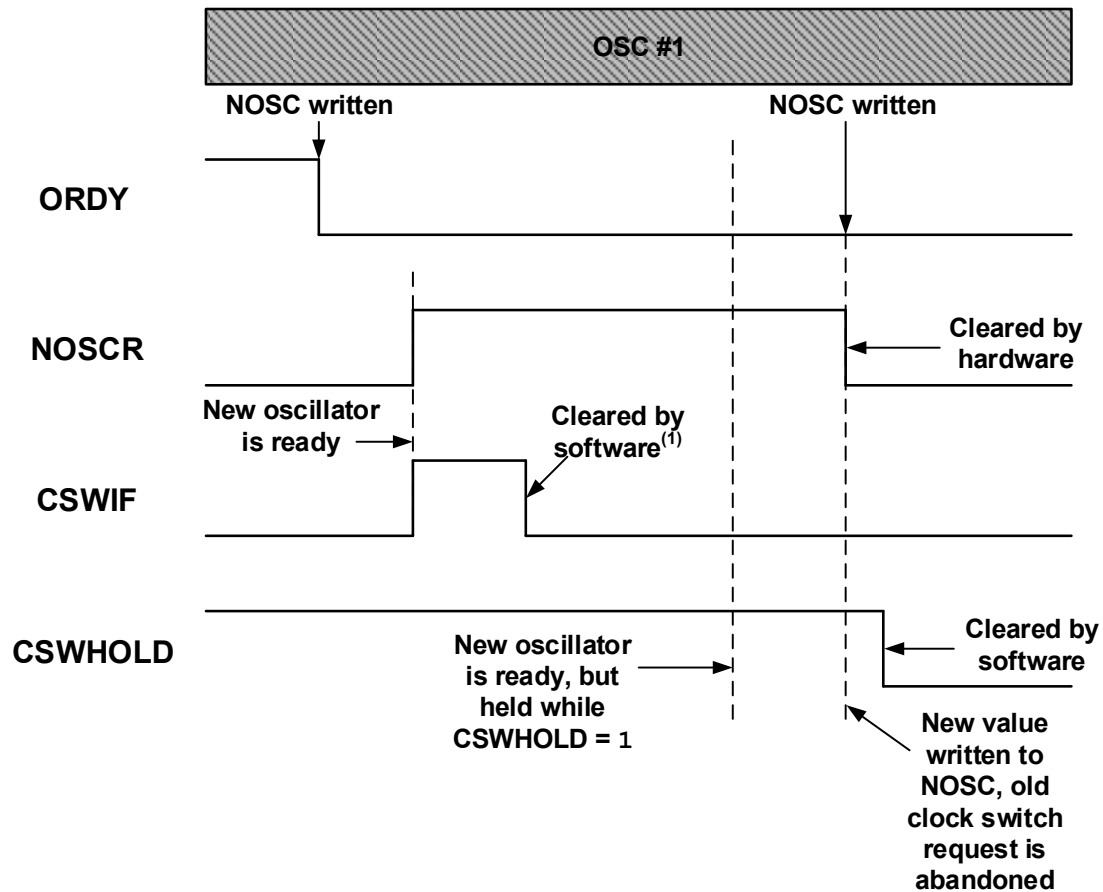 OSC #1
NOSC written
NOSC written
ORDY
NOSCR
Cleared by
hardware
New oscillator
is ready
Cleared by
software(1)
CSWIF
CSWHOLD
New oscillator
is ready, but
held while
CSWHOLD = 1
Cleared by
software
New value
written to
NOSC, old
clock switch
request is
abandoned